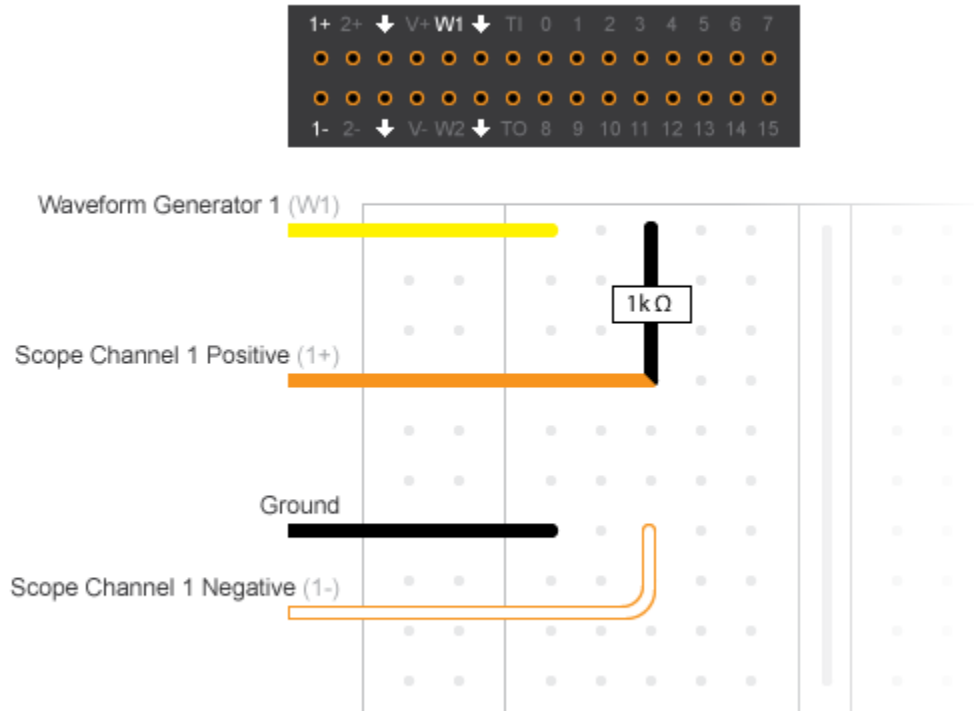 1+ 2+ ↓ V+ W1 ↓ TI 0 1 2 3 4 5 6 7
1- 2- ↓ V- W2 ↓ TO 8 9 10 11 12 13 14 15
Waveform Generator 1 (W1)
1k Ω
Scope Channel 1 Positive (1+)
Ground
Scope Channel 1 Negative (1-)